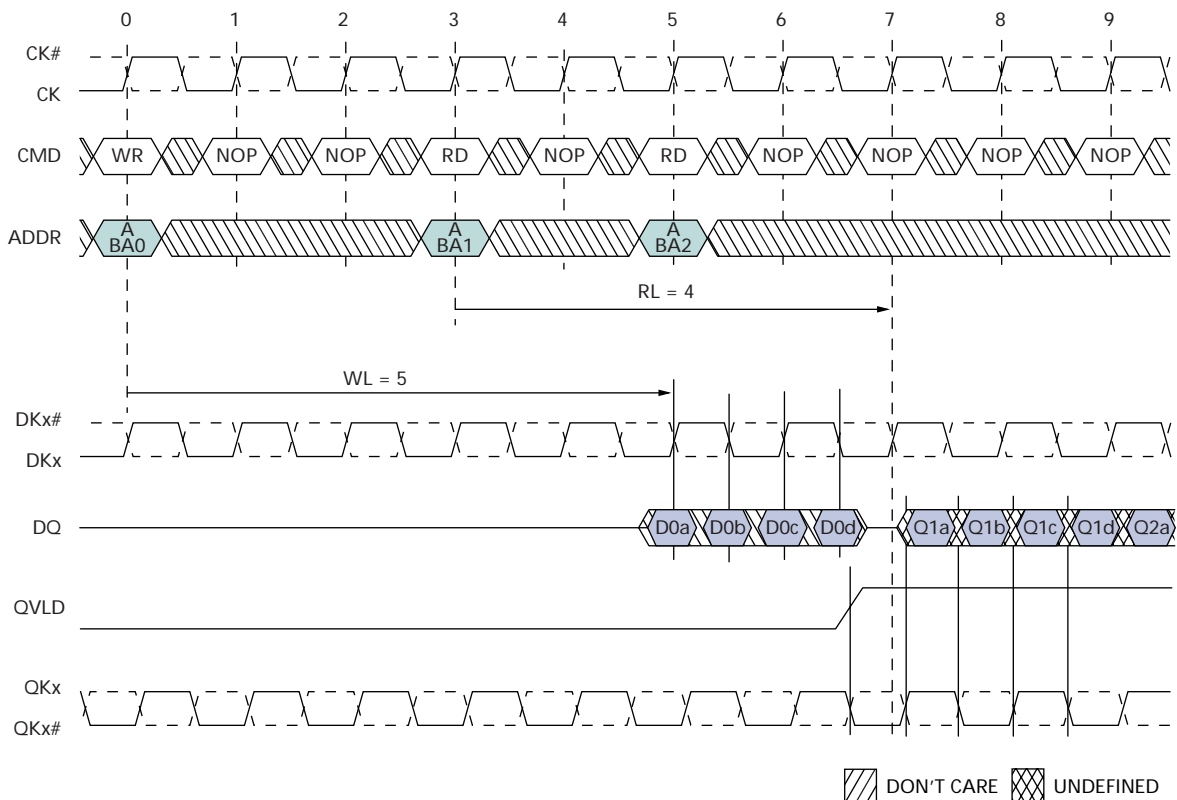 0 1 2 3 4 5 6 7 8 9
CK#
CK
CMD WR NOP NOP RD NOP RD NOP NOP NOP NOP
ADDR A BA0 A BA1 A BA2
RL = 4
WL = 5
DKx#
DKx
DQ D0a D0b D0c D0d Q1a Q1b Q1c Q1d Q2a
QVLD
QKx
QKx#
DON'T CARE UNDEFINED